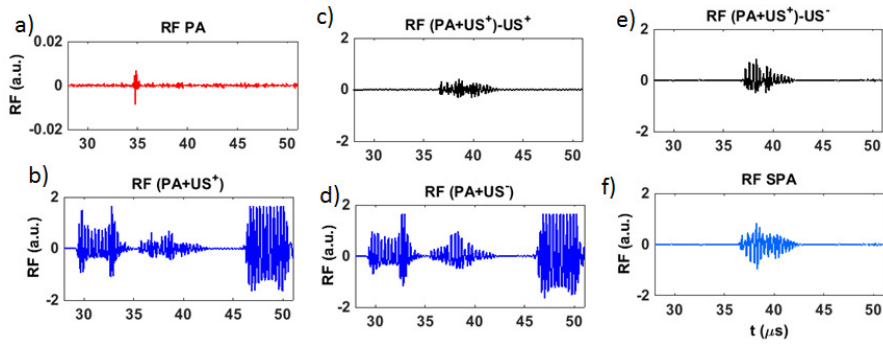 a)
RF PA
RF (a.u.)
0.02
0
-0.02
30 35 40 45 50
b)
RF (PA+US⁺)
RF (a.u.)
2
0
-2
30 35 40 45 50
c)
RF (PA+US⁺)-US⁺
2
0
-2
30 35 40 45 50
d)
RF (PA+US⁻)
RF (a.u.)
2
0
-2
30 35 40 45 50
e)
RF (PA+US⁺)-US⁻
2
0
-2
30 35 40 45 50
f)
RF SPA
RF (a.u.)
2
0
-2
30 35 40 45 50
t (μs)